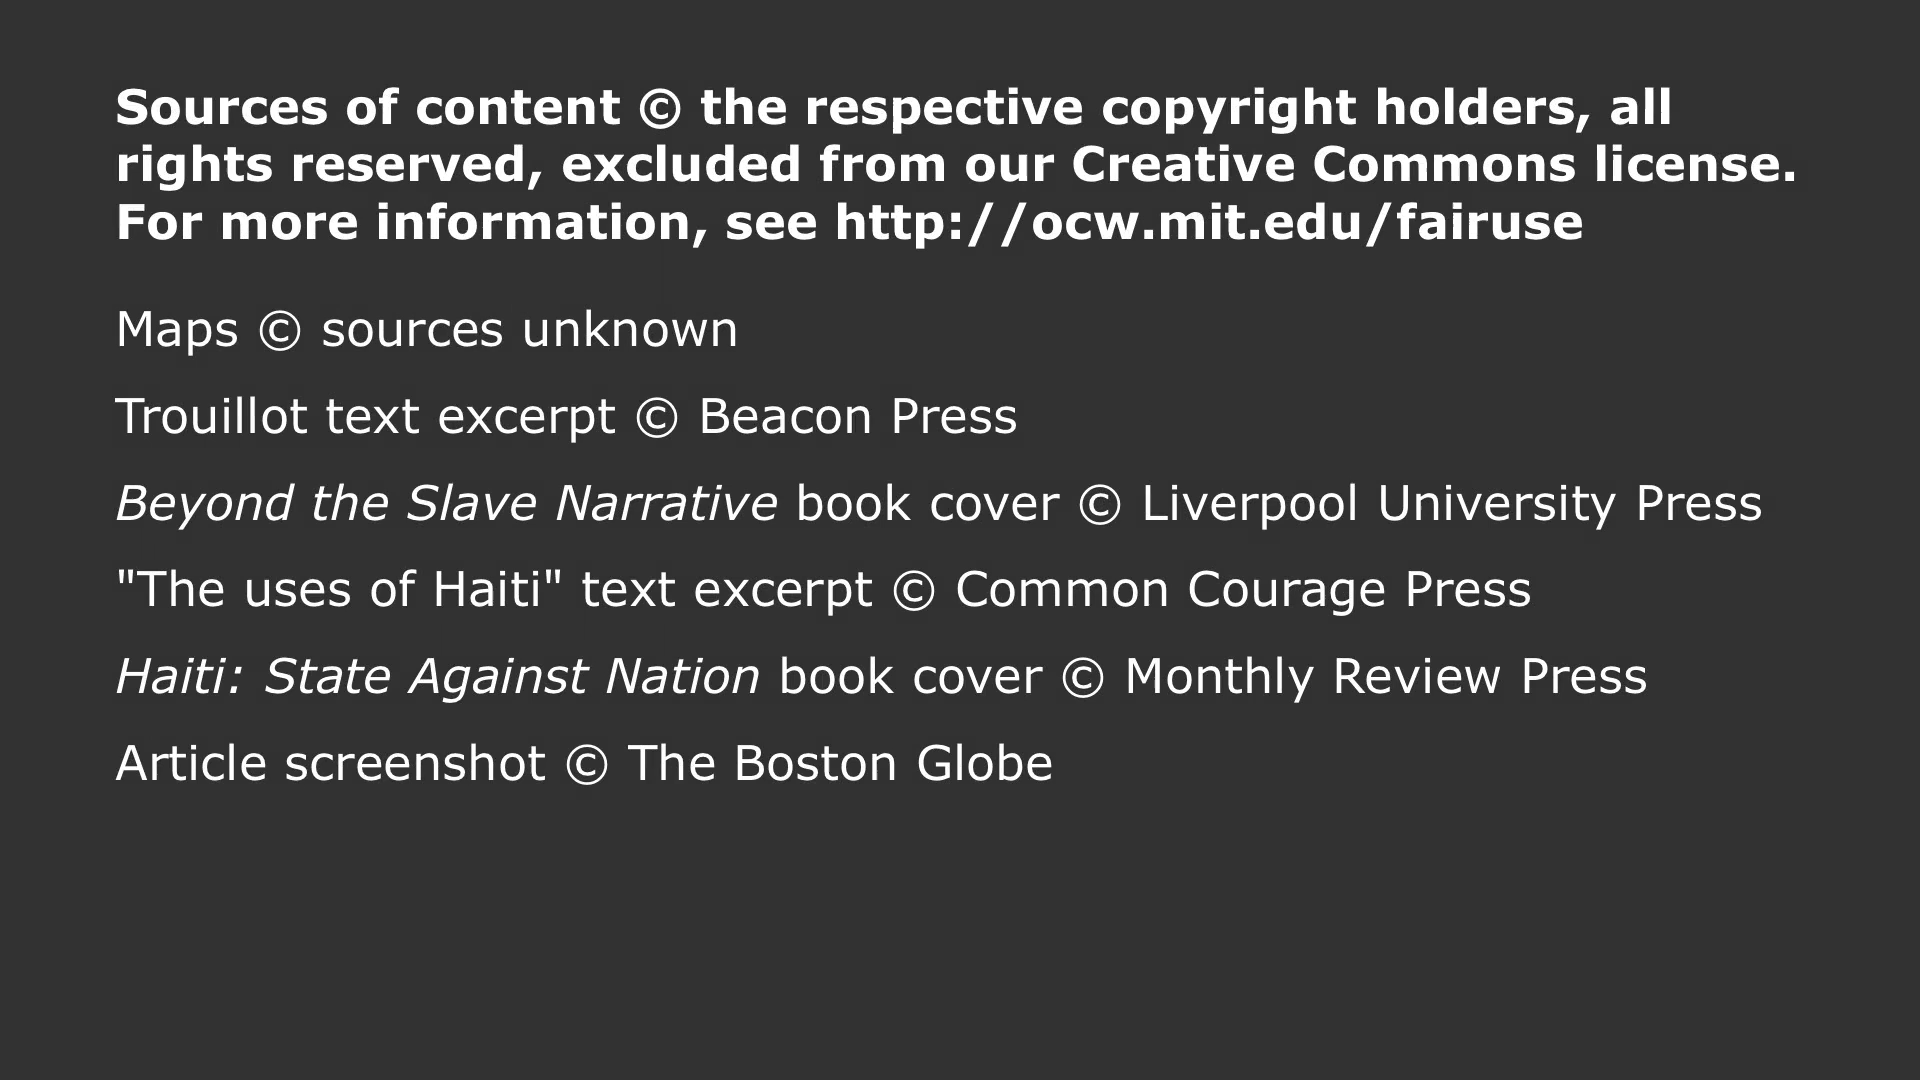 Sources of content © the respective copyright holders, all
rights reserved, excluded from our Creative Commons license.
For more information, see http://ocw.mit.edu/fairuse
Maps © sources unknown
Trouillot text excerpt © Beacon Press
Beyond the Slave Narrative book cover © Liverpool University Press
"The uses of Haiti" text excerpt © Common Courage Press
Haiti: State Against Nation book cover © Monthly Review Press
Article screenshot © The Boston Globe